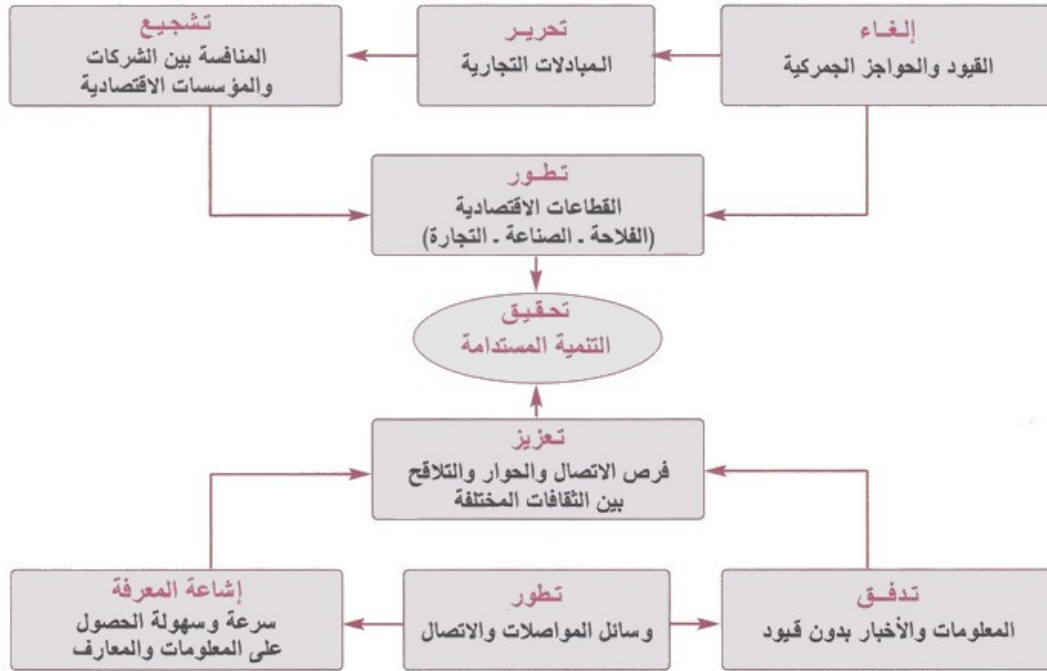 إلغاء
القيود والحواجز الجمركية
تحرير
المبادلات التجارية
تشجيع
المنافسة بين الشركات
والمؤسسات الاقتصادية
تطور
القطاعات الاقتصادية
(الفلاحة - الصناعة - التجارة)
تحقيق
التنمية المستدامة
تعزيز
فرص الاتصال والحوار والتلاقح
بين الثقافات المختلفة
تدفق
المعلومات والأخبار بدون قيود
تطور
وسائل المواصلات والاتصال
إشاعة المعرفة
سرعة وسهولة الحصول
على المعلومات والمعارف